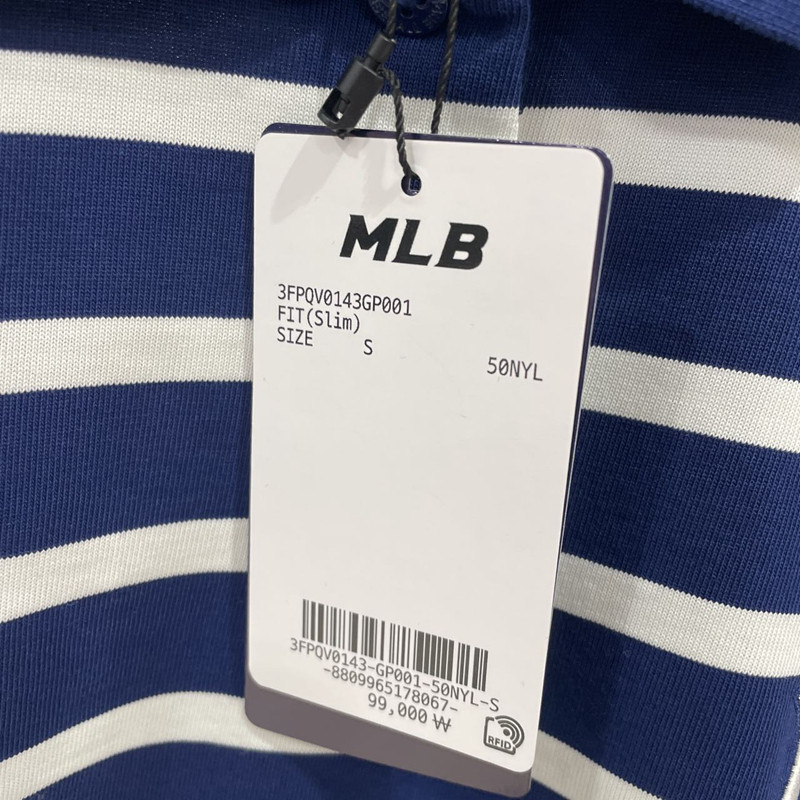 MLB
3FPQV0143GP001
FIT(Slim)
SIZE S
50NYL
3FPQV0143-GP001-50NYL-S
-8809965178067-
99,000₩
RFID